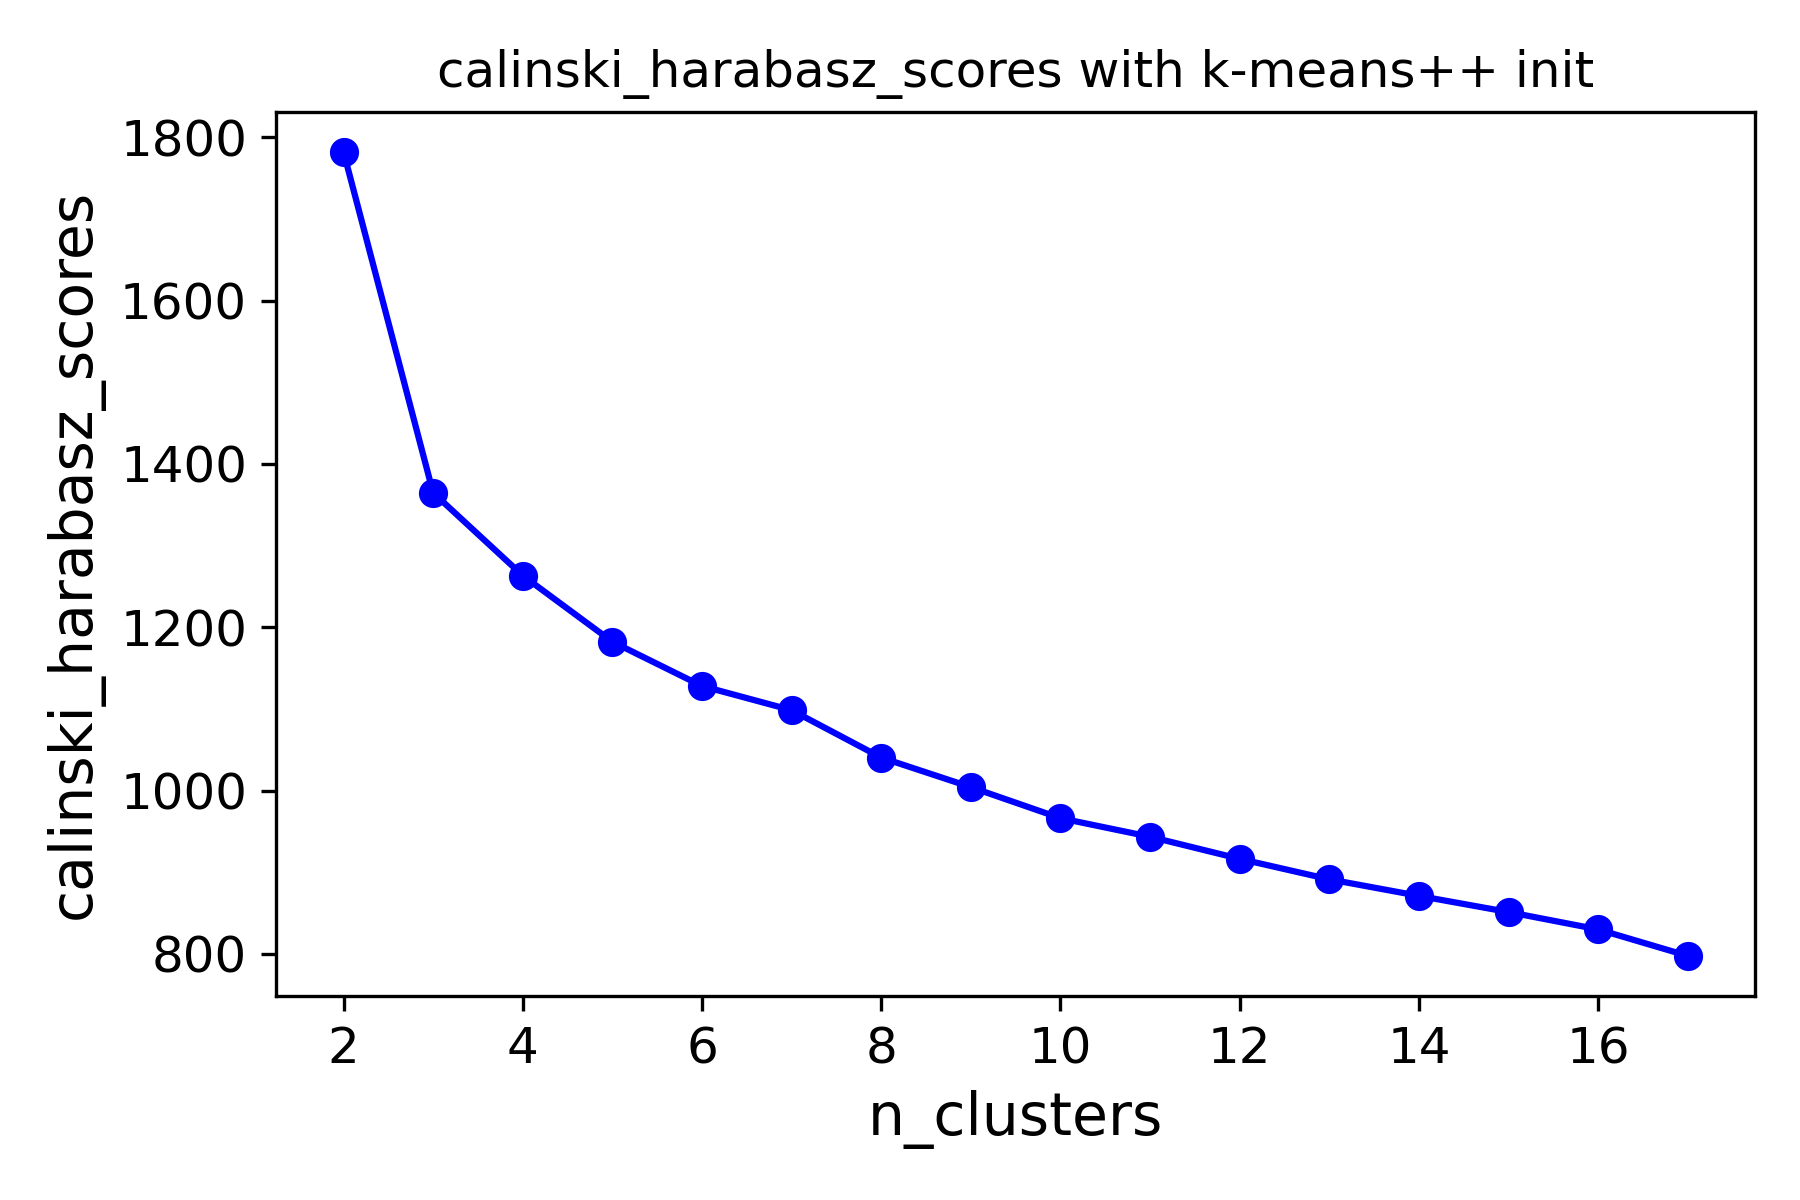 calinski_harabasz_scores with k-means++ init
calinski_harabasz_scores
1800
1600
1400
1200
1000
800
2 4 6 8 10 12 14 16
n_clusters